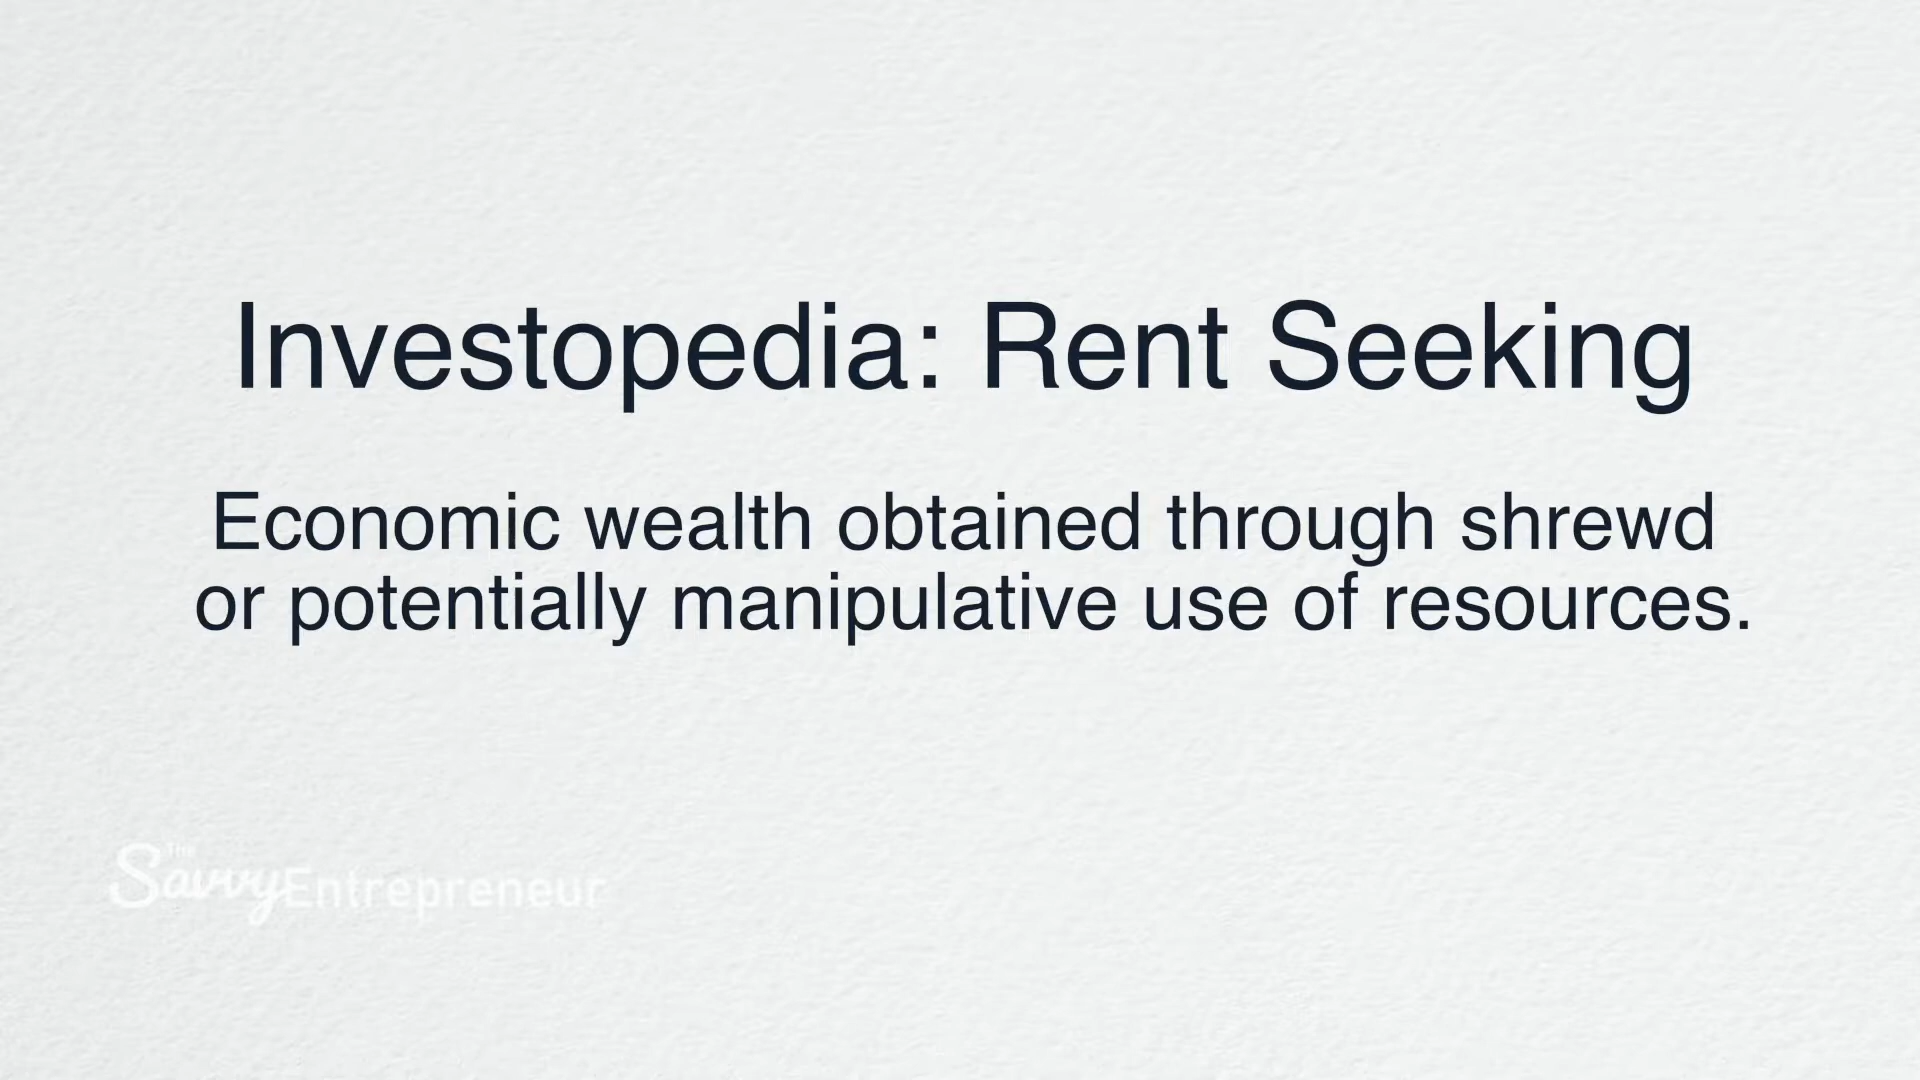 Investopedia: Rent Seeking
Economic wealth obtained through shrewd
or potentially manipulative use of resources.
The
SavvyEntrepreneur